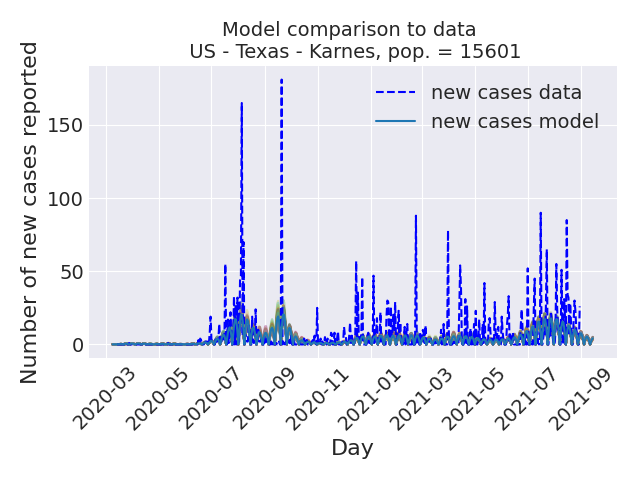 Model comparison to data
US - Texas - Karnes, pop. = 15601
new cases data
new cases model
Number of new cases reported
150
100
50
0
2020-03
2020-05
2020-07
2020-09
2020-11
2021-01
2021-03
2021-05
2021-07
2021-09
Day